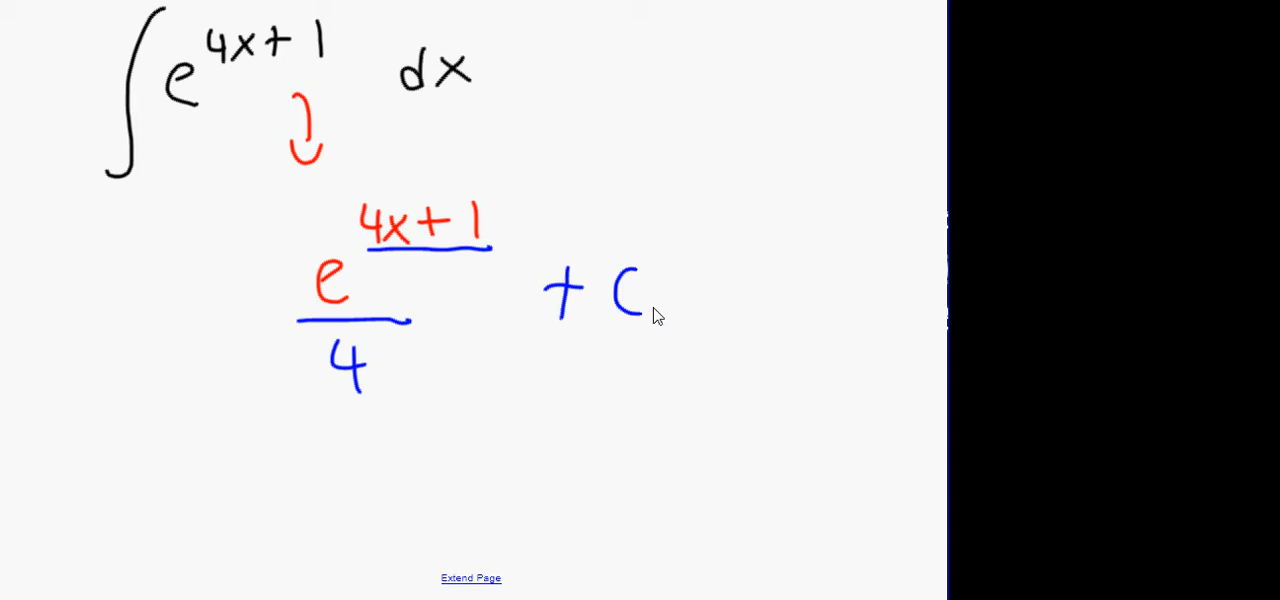 ∫ e^{4x+1} dx
e^{4x+1}/4 + C
Extend Page